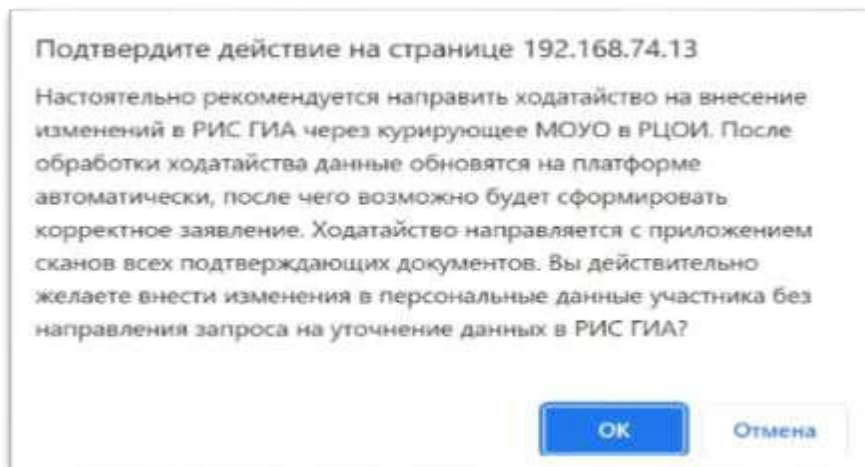 Подтвердите действие на странице 192.168.74.13
Настоятельно рекомендуется направить ходатайство на внесение
изменений в РИС ГИА через курирующее МОУО в РЦОИ. После
обработки ходатайства данные обновятся на платформе
автоматически, после чего возможно будет сформировать
корректное заявление. Ходатайство направляется с приложением
сканов всех подтверждающих документов. Вы действительно
желаете внести изменения в персональные данные участника без
направления запроса на уточнение данных в РИС ГИА?
ОК
Отмена